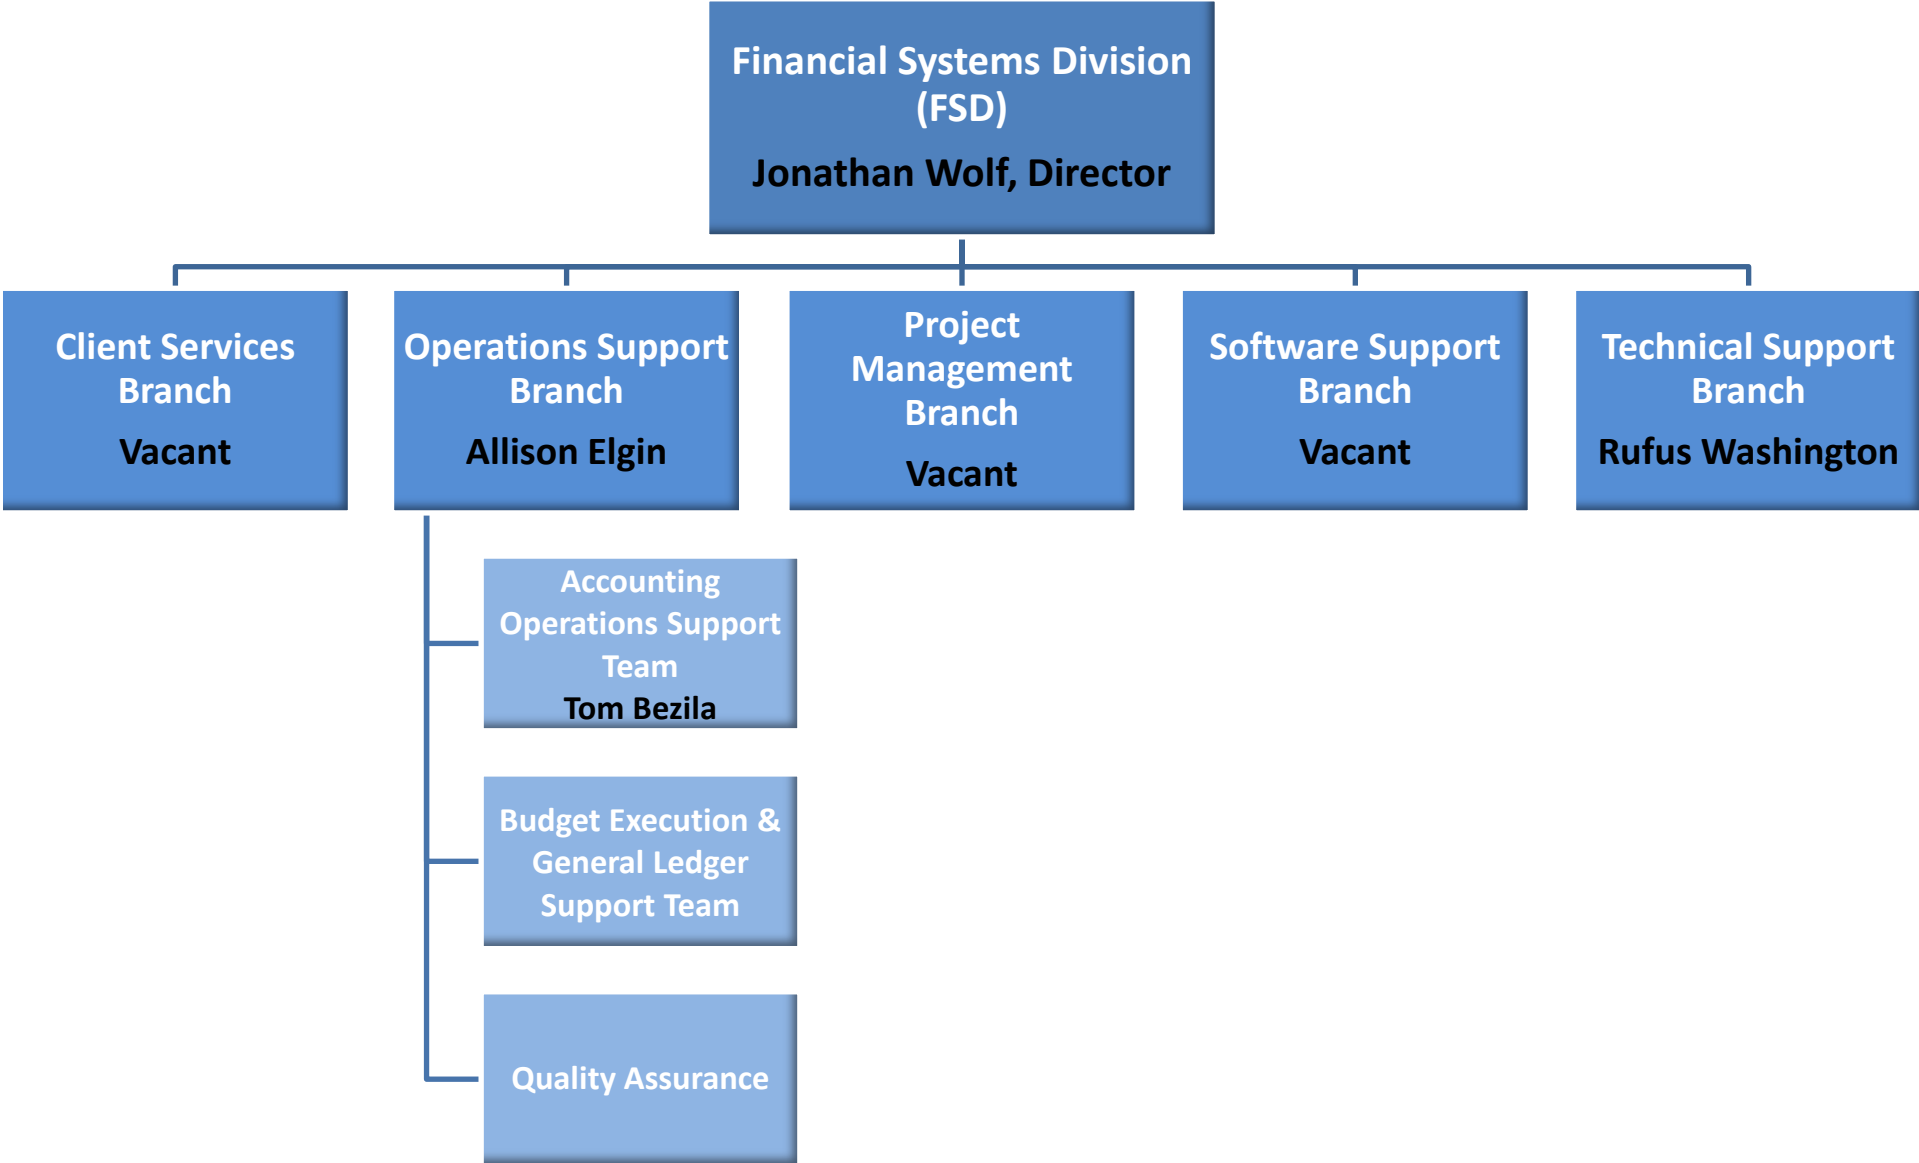 Financial Systems Division
(FSD)
Jonathan Wolf, Director
Client Services
Branch
Vacant
Operations Support
Branch
Allison Elgin
Project
Management
Branch
Vacant
Software Support
Branch
Vacant
Technical Support
Branch
Rufus Washington
Accounting
Operations Support
Team
Tom Bezila
Budget Execution &
General Ledger
Support Team
Quality Assurance